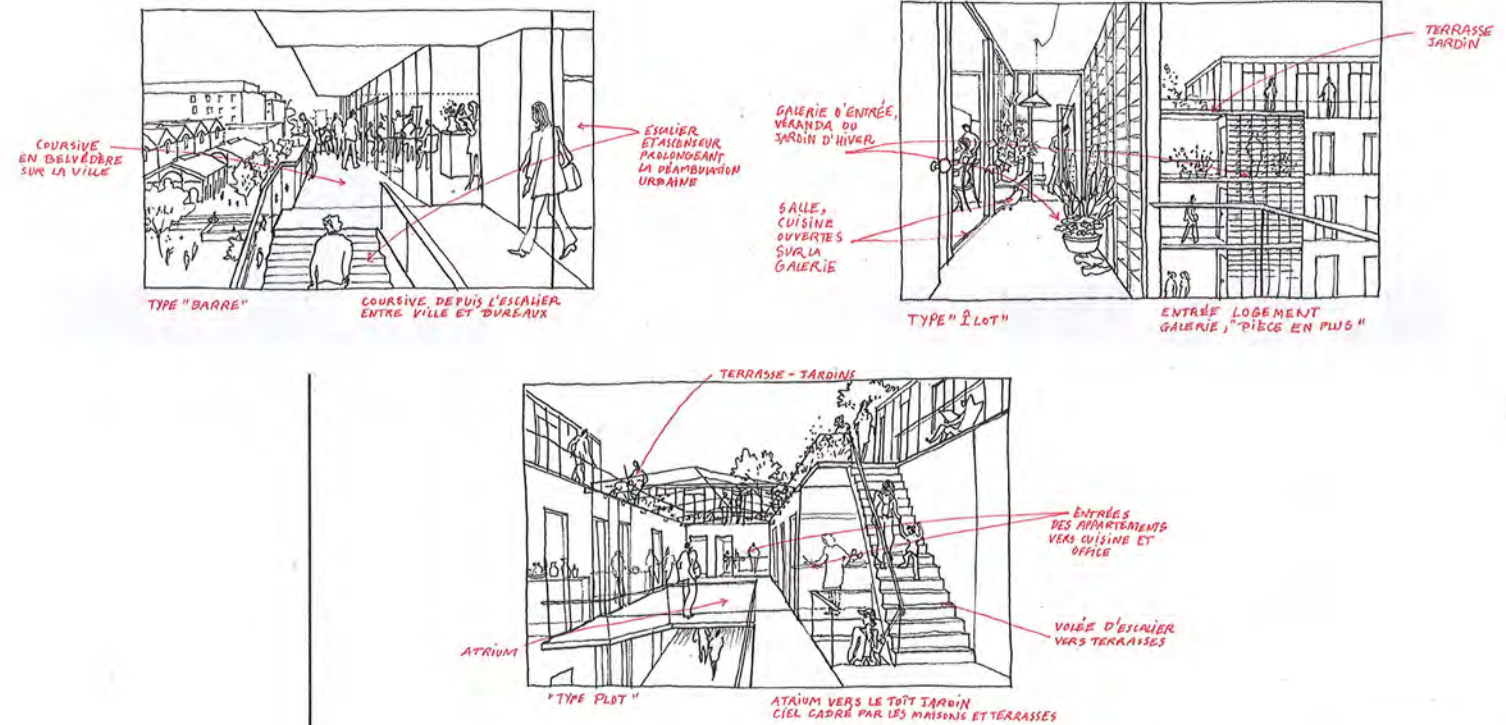 COURSIVE
EN BELVÉDÈRE
SUR LA VILLE
ESCALIER
ET ASCENSEUR
PROLONGEANT
LA DÉAMBULATION
URBAINE
TYPE "BARRE"
COURSIVE DEPUIS L'ESCALIER
ENTRE VILLE ET BUREAUX
TERRASSE
JARDIN
GALERIE D'ENTRÉE,
VÉRANDA OU
JARDIN D'HIVER
SALLE,
CUISINE
OUVERTES
SUR LA
GALERIE
TYPE "ÎLOT"
ENTRÉE LOGEMENT
GALERIE, "PIÈCE EN PLUS"
TERRASSE - JARDINS
ENTRÉES
DES APPARTEMENTS
VERS CUISINE ET
OFFICE
VOLÉE D'ESCALIER
VERS TERRASSES
ATRIUM
"TYPE PLOT"
ATRIUM VERS LE TOÎT JARDIN
CIEL CADRÉ PAR LES MAISONS ET TERRASSES